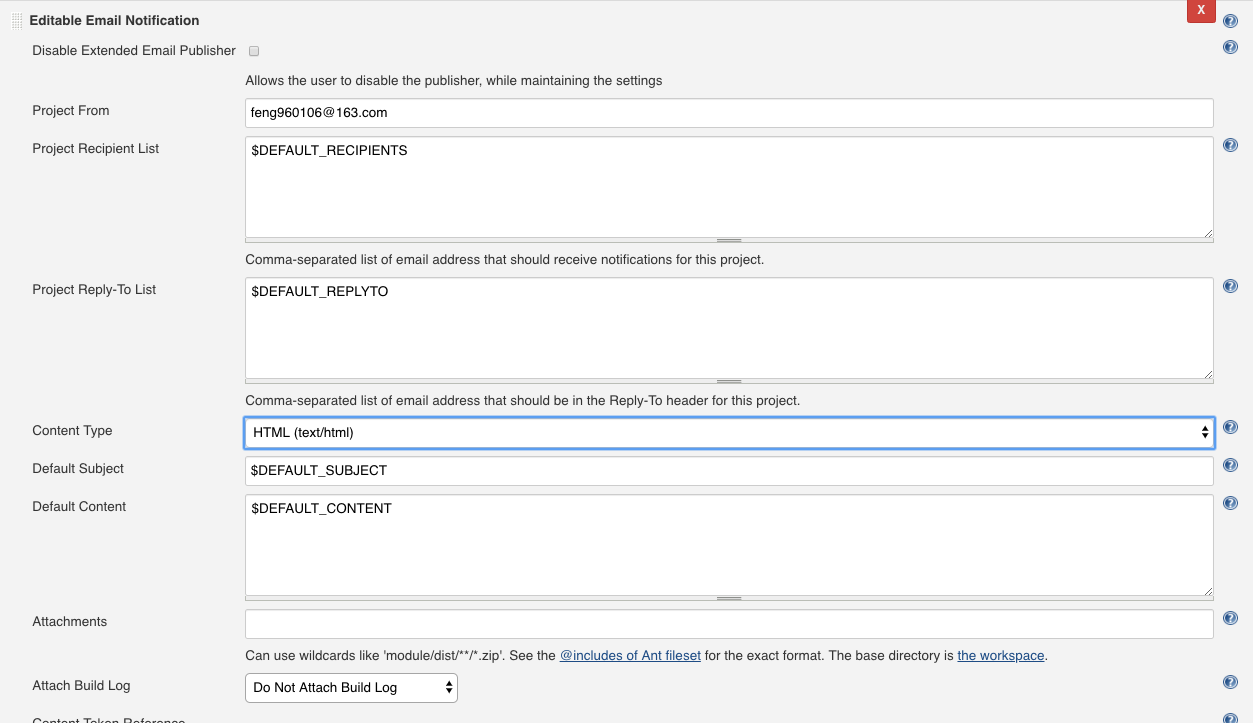 Editable Email Notification
X
Disable Extended Email Publisher
Allows the user to disable the publisher, while maintaining the settings
Project From
feng960106@163.com
Project Recipient List
$DEFAULT_RECIPIENTS
Comma-separated list of email address that should receive notifications for this project.
Project Reply-To List
$DEFAULT_REPLYTO
Comma-separated list of email address that should be in the Reply-To header for this project.
Content Type
HTML (text/html)
Default Subject
$DEFAULT_SUBJECT
Default Content
$DEFAULT_CONTENT
Attachments
Can use wildcards like 'module/dist/**/*.zip'. See the @includes of Ant fileset for the exact format. The base directory is the workspace.
Attach Build Log
Do Not Attach Build Log
Content Token Reference